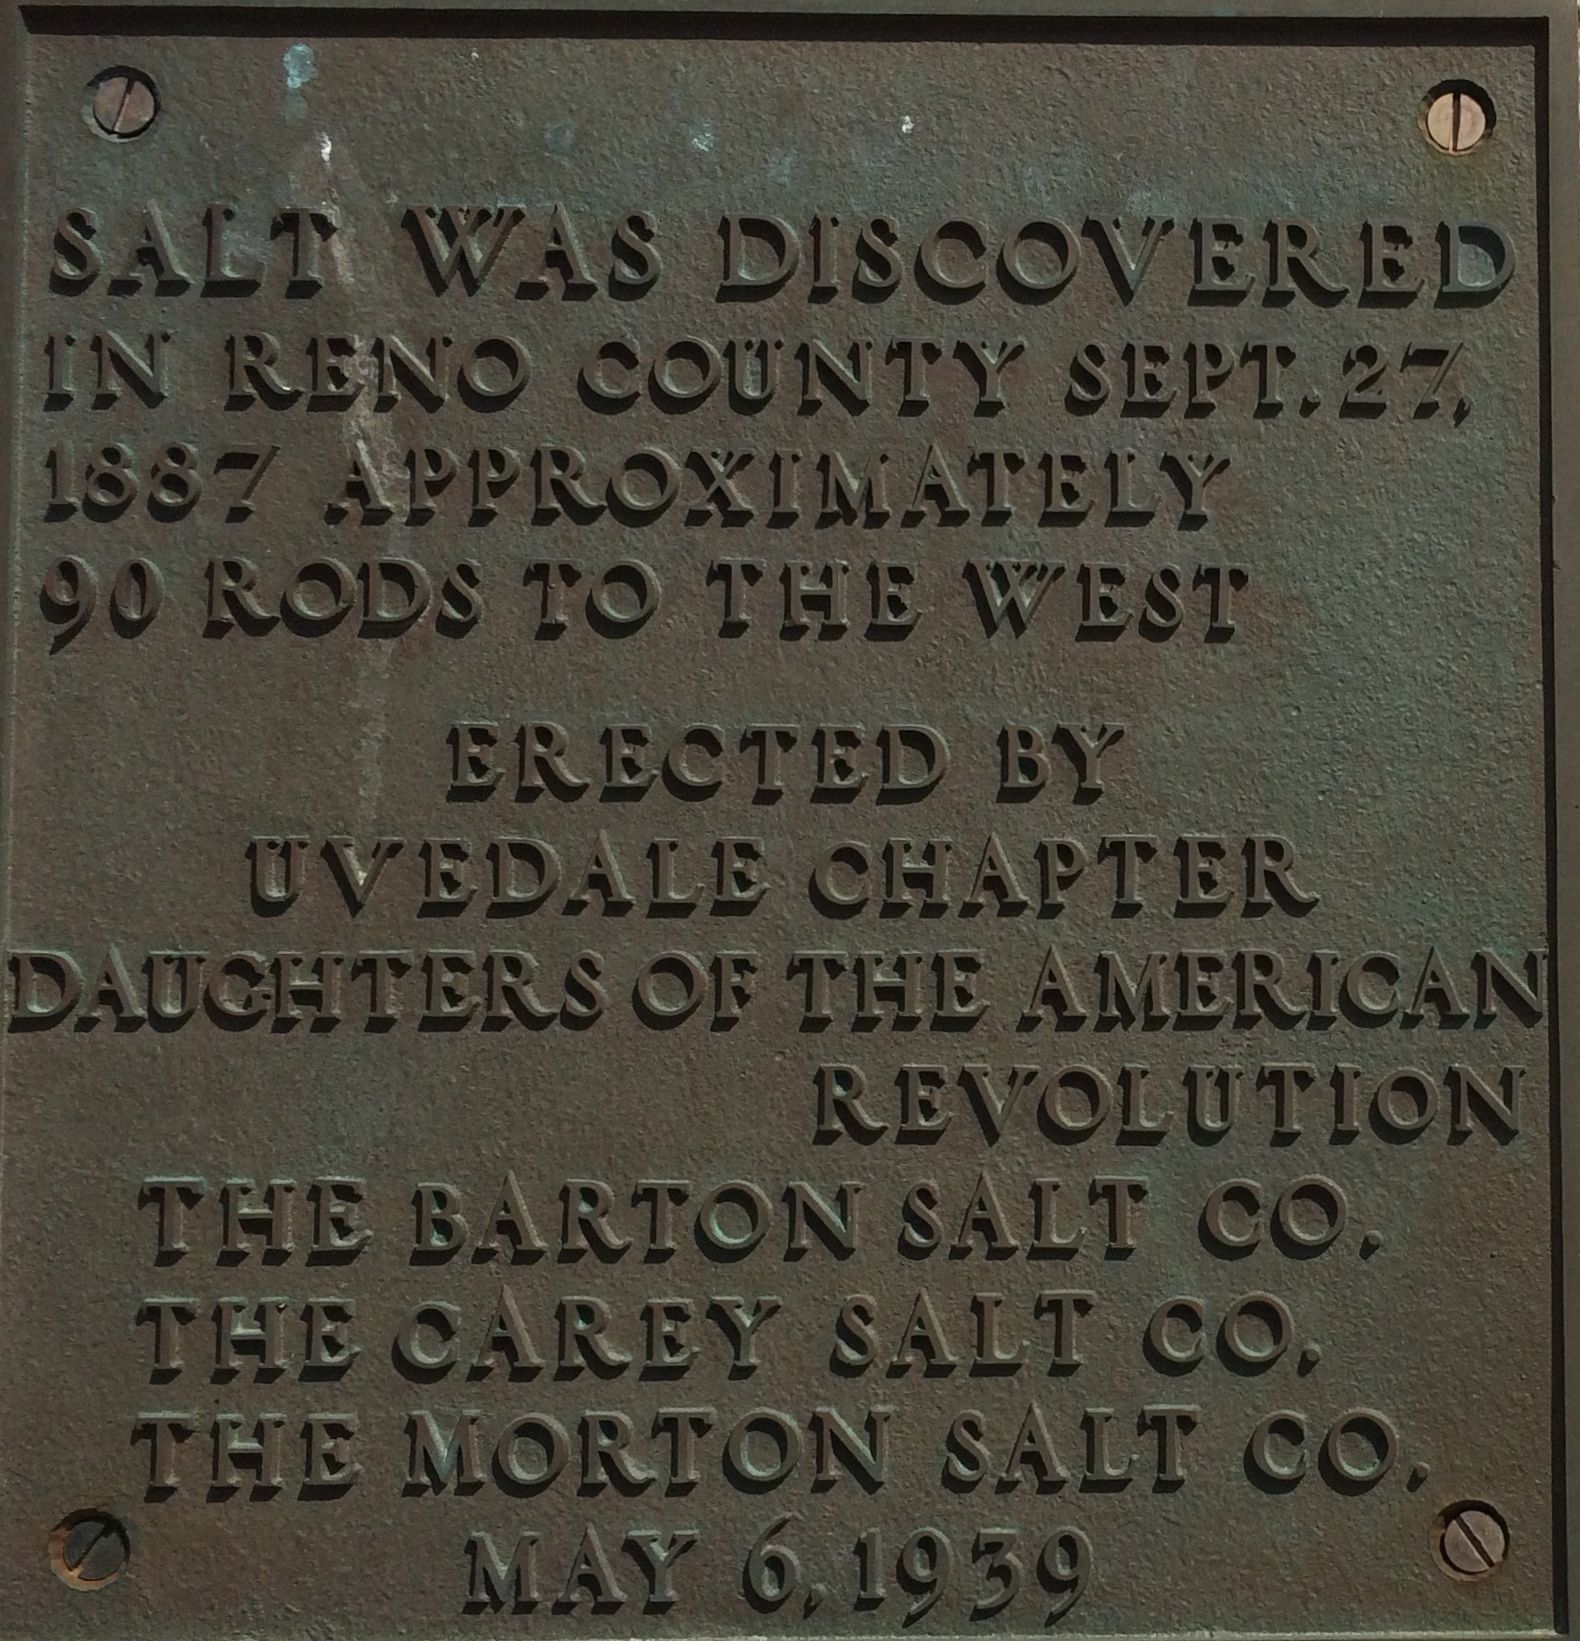 SALT WAS DISCOVERED
IN RENO COUNTY SEPT. 27,
1887 APPROXIMATELY
90 RODS TO THE WEST
ERECTED BY
UVEDALE CHAPTER
DAUGHTERS OF THE AMERICAN
REVOLUTION
THE BARTON SALT CO.
THE CAREY SALT CO.
THE MORTON SALT CO.
MAY 6, 1939